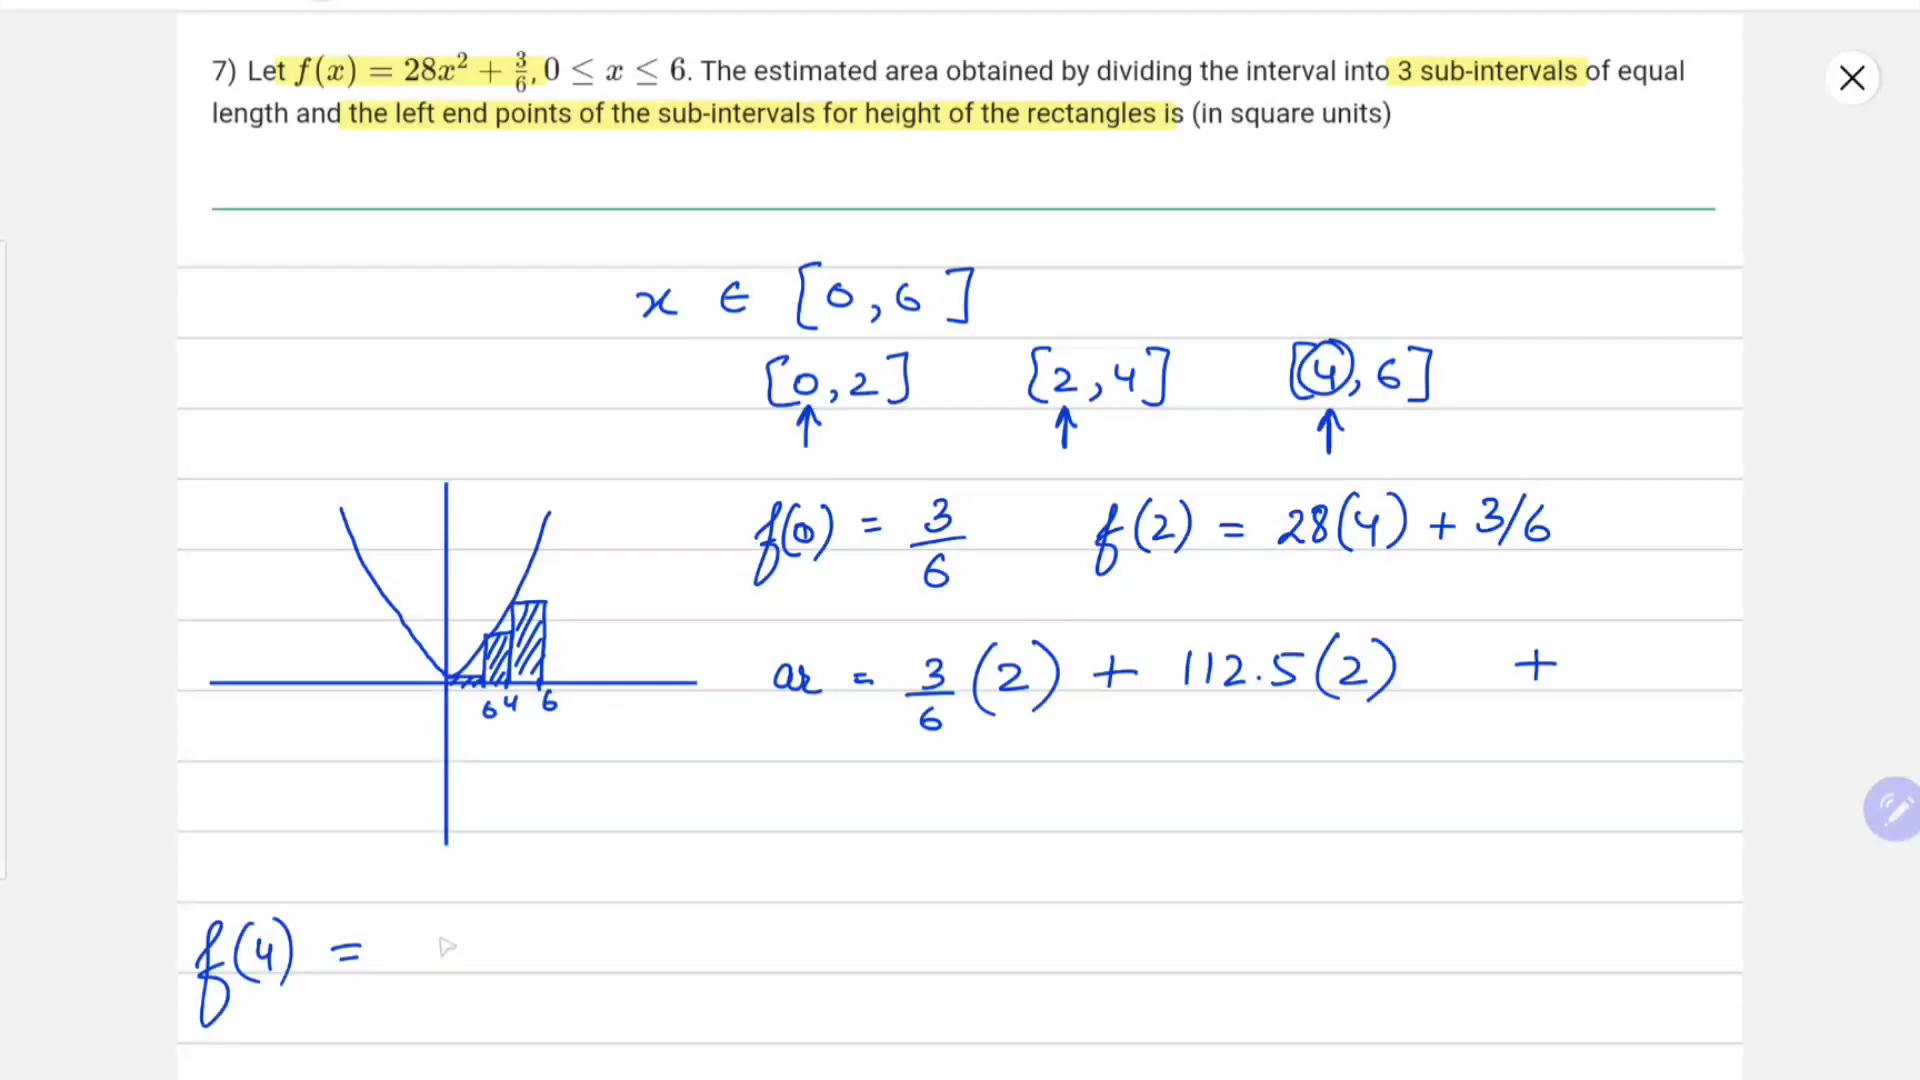 7) Let f(x) = 28x² + 3/6, 0 ≤ x ≤ 6. The estimated area obtained by dividing the interval into 3 sub-intervals of equal
length and the left end points of the sub-intervals for height of the rectangles is (in square units)
x ∈ [0,6]
[0,2] [2,4] [4,6]
f(0) = 3/6 f(2) = 28(4) + 3/6
ar = 3/6 (2) + 112.5(2) +
6 4 6
f(4) =